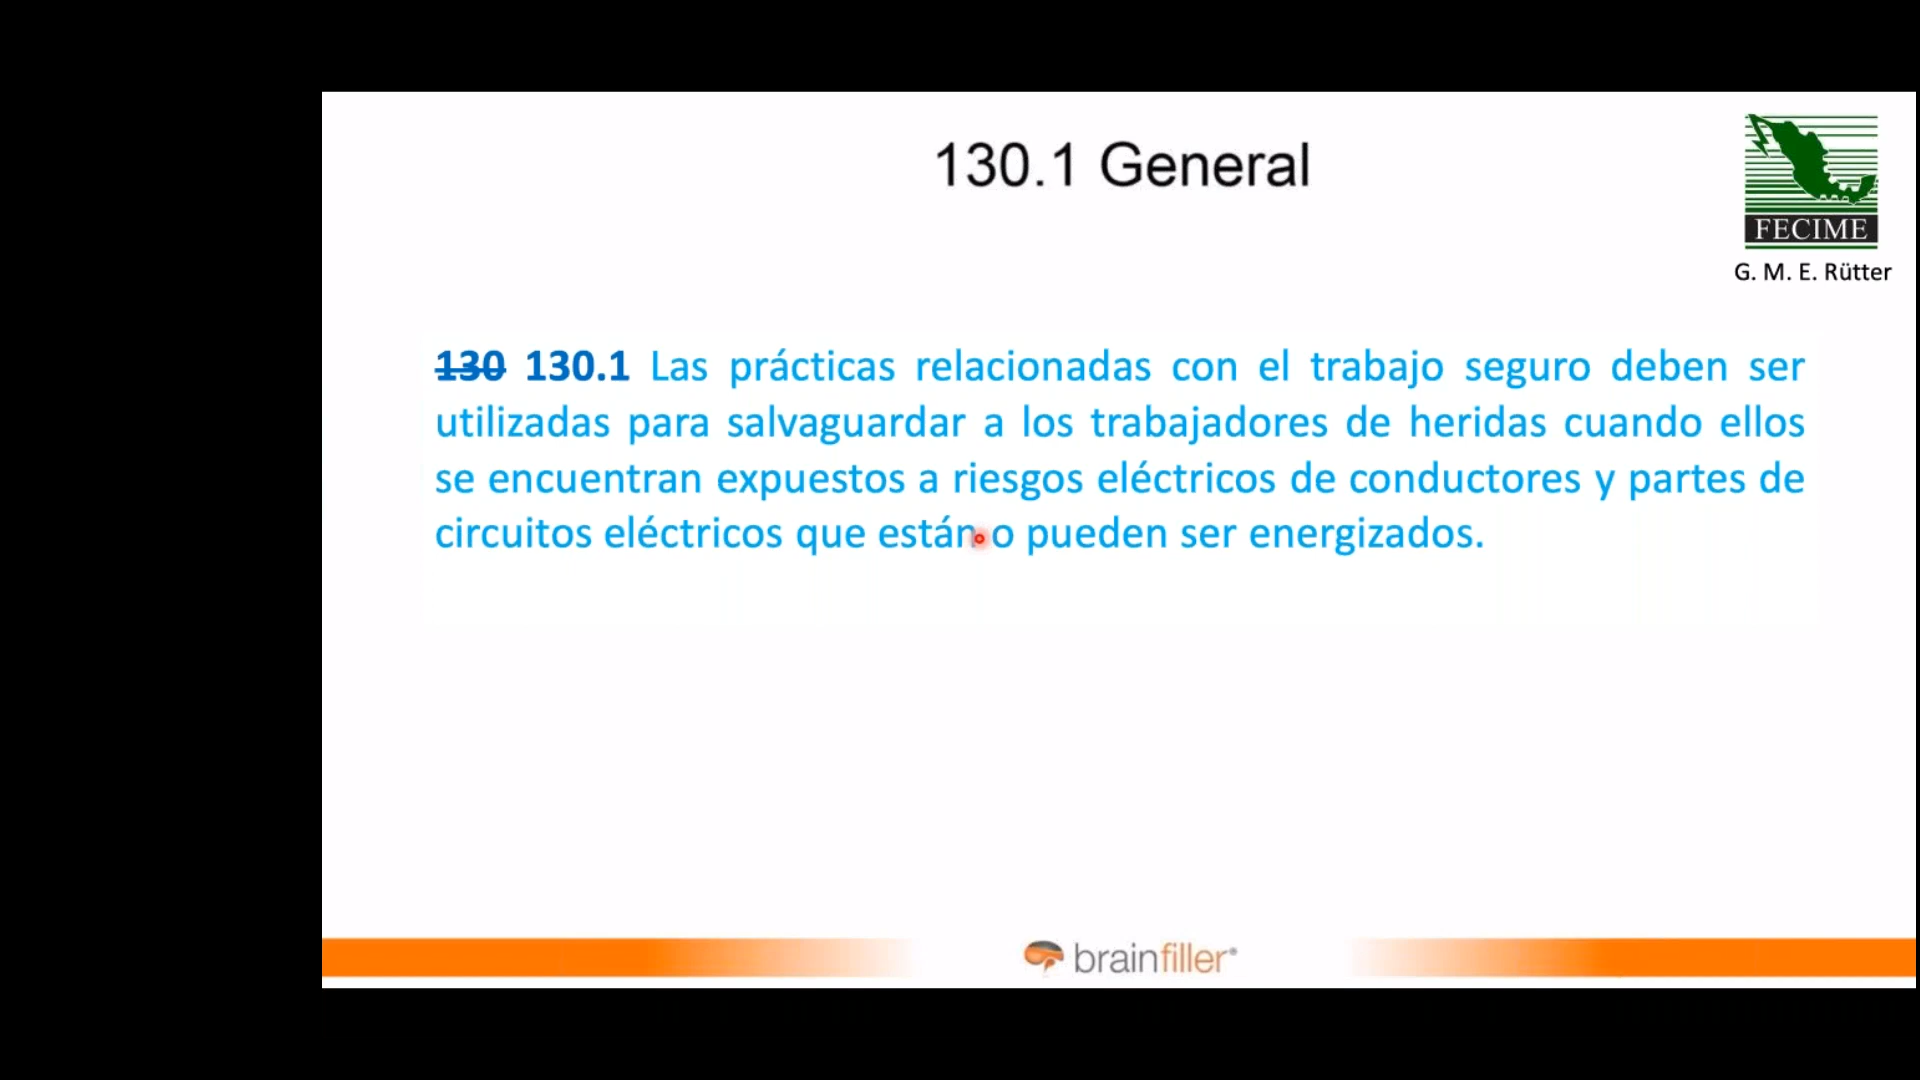 130.1 General
FECIME
G. M. E. Rütter
130 130.1 Las prácticas relacionadas con el trabajo seguro deben ser
utilizadas para salvaguardar a los trabajadores de heridas cuando ellos
se encuentran expuestos a riesgos eléctricos de conductores y partes de
circuitos eléctricos que están o pueden ser energizados.
brainfiller®